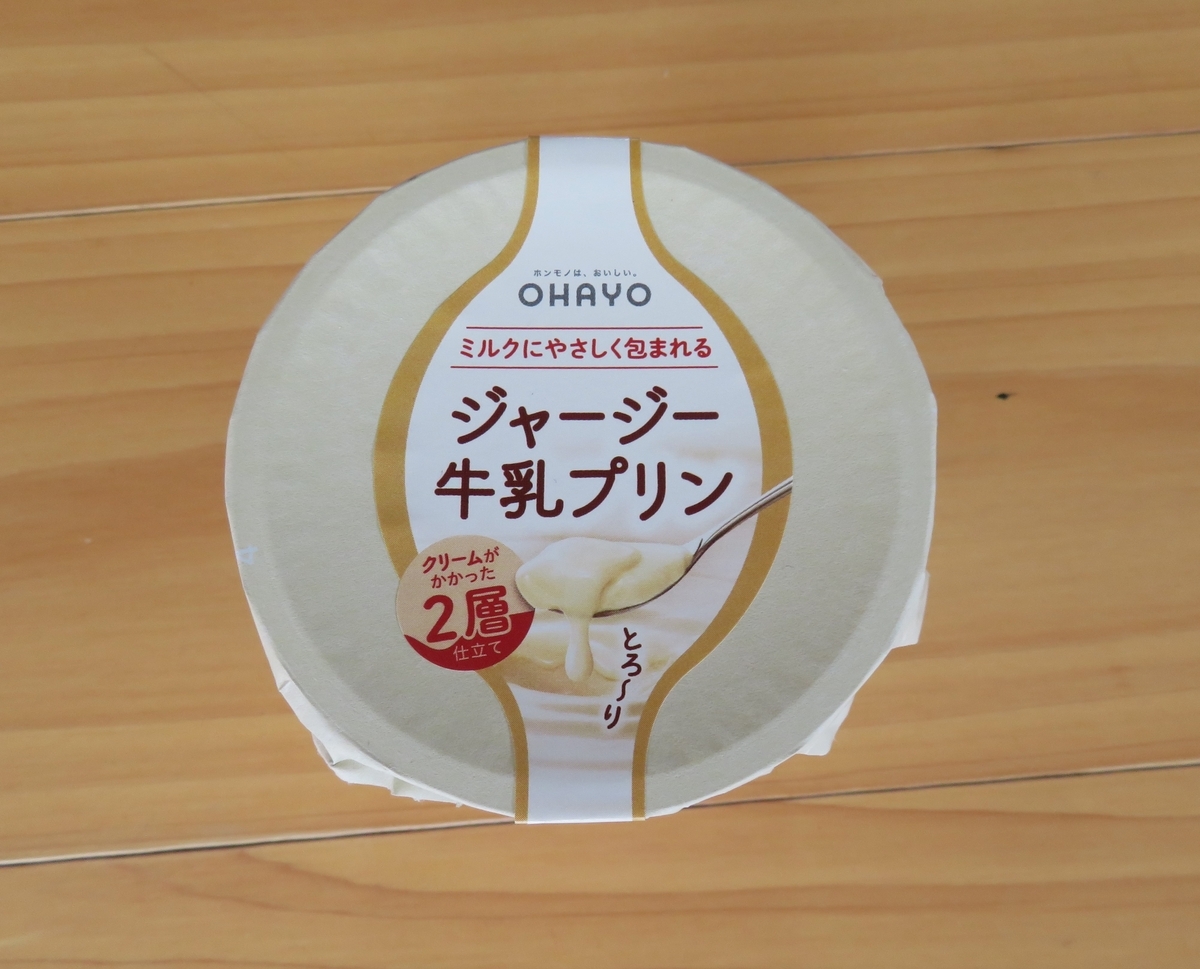 ホンモノは、おいしい。
OHAYO
ミルクにやさしく包まれる
ジャージー
牛乳プリン
クリームが
かかった
2層
仕立て
とろ〜り